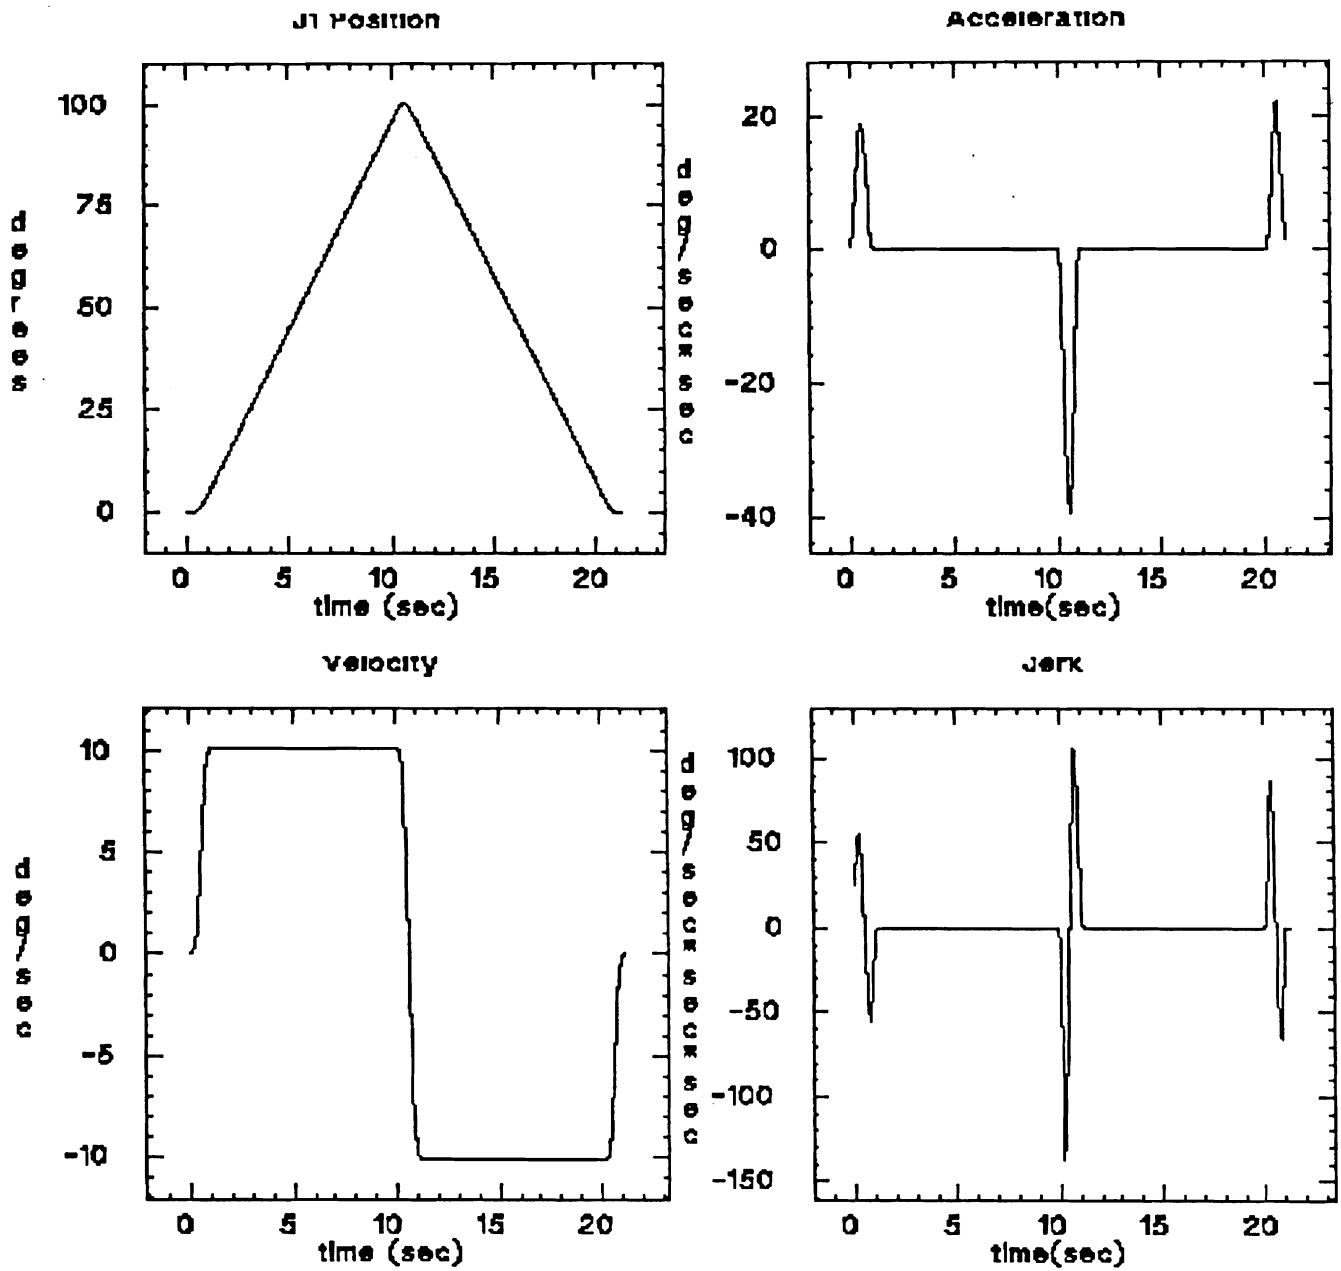 J1 Position
degrees
100
75
50
25
0
0 5 10 15 20
time (sec)
Acceleration
deg/sec*sec
20
0
-20
-40
0 5 10 15 20
time(sec)
Velocity
deg/sec
10
5
0
-5
-10
0 5 10 15 20
time (sec)
Jerk
deg/sec*sec*sec
100
50
0
-50
-100
-150
0 5 10 15 20
time(sec)